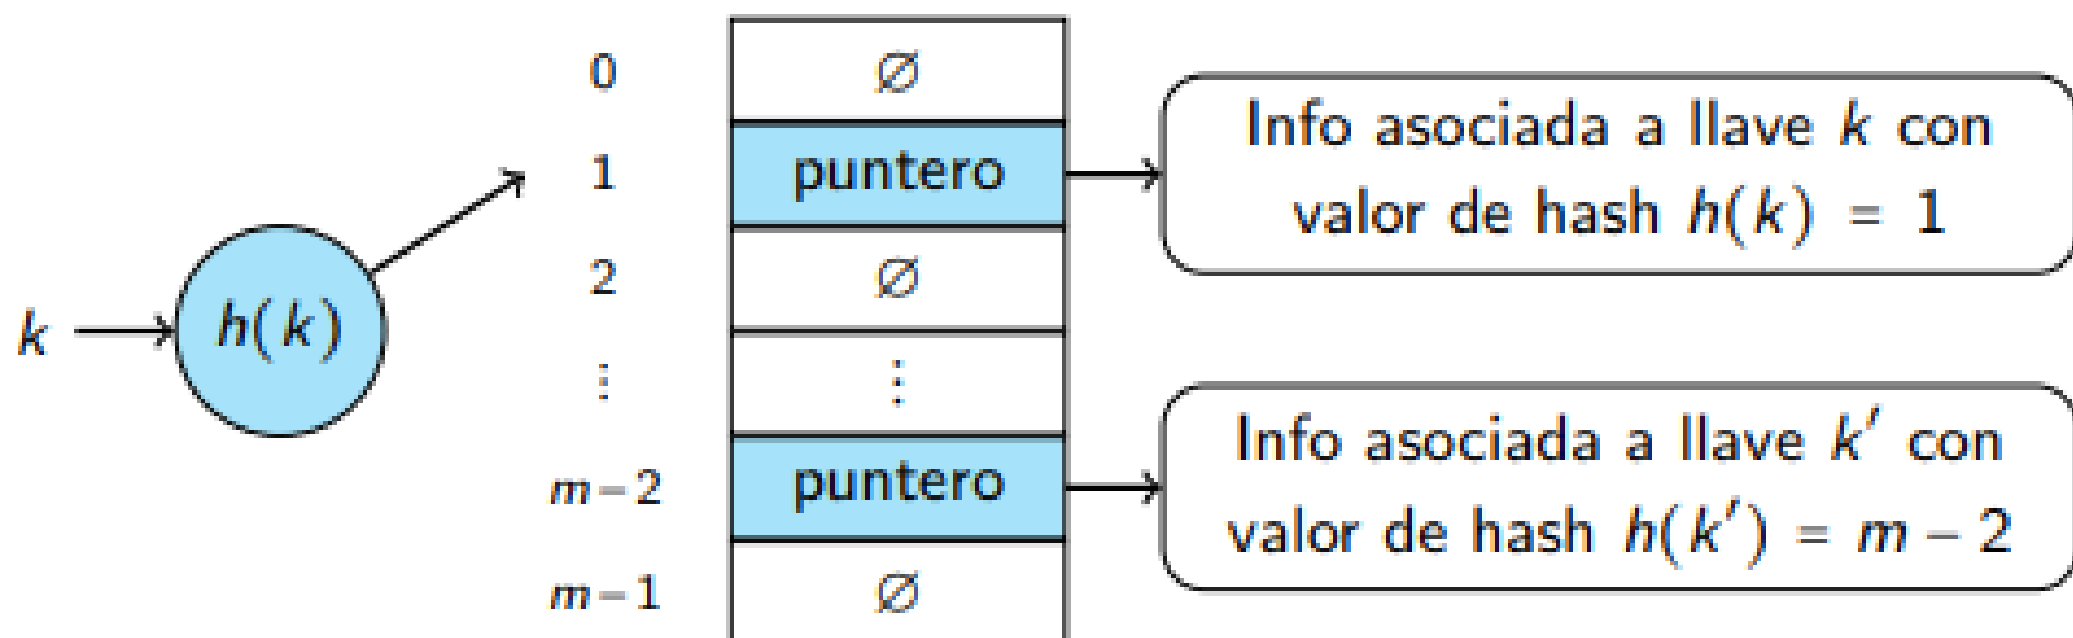 k
h(k)
0
1
2
⋮
m−2
m−1
∅
puntero
∅
⋮
puntero
∅
Info asociada a llave k con
valor de hash h(k) = 1
Info asociada a llave k′ con
valor de hash h(k′) = m − 2